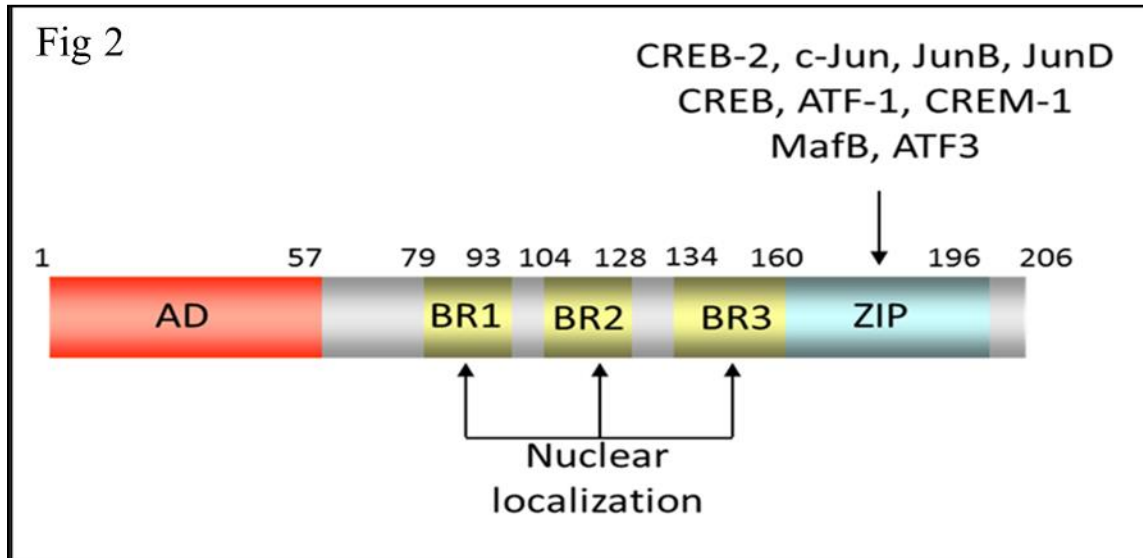 Fig 2
CREB-2, c-Jun, JunB, JunD
CREB, ATF-1, CREM-1
MafB, ATF3
1 57 79 93 104 128 134 160 196 206
AD BR1 BR2 BR3 ZIP
Nuclear
localization